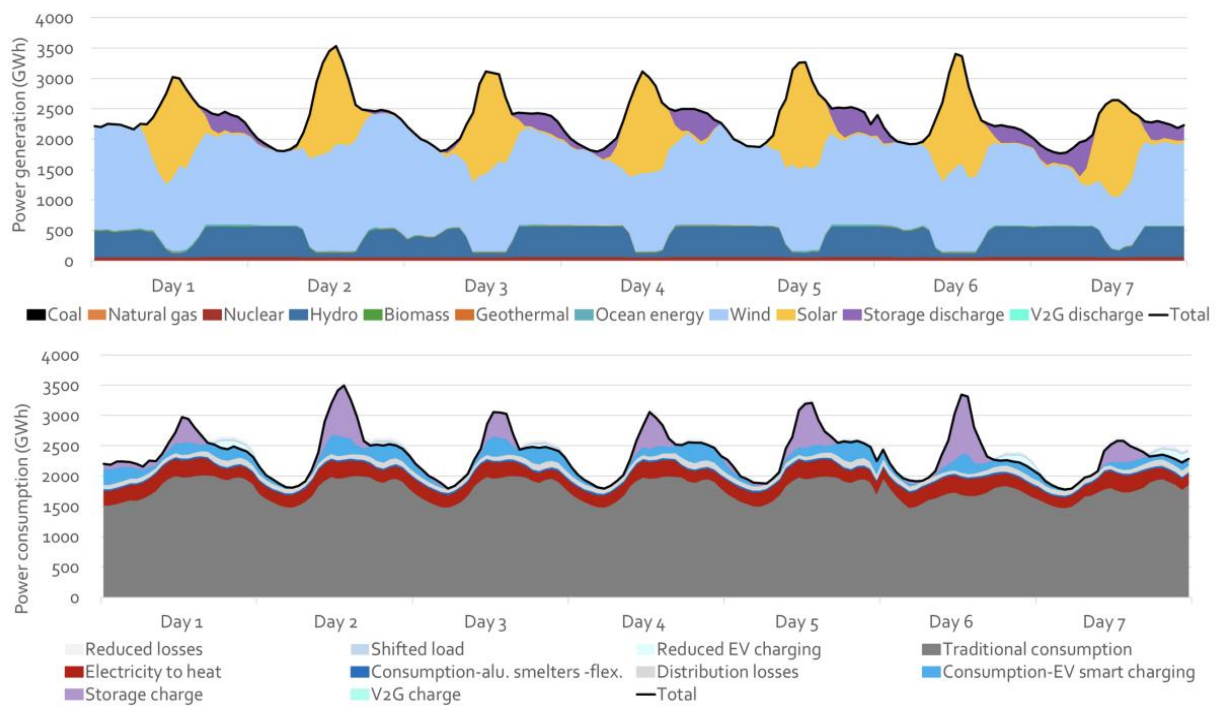 Power generation (GWh)
4000
3500
3000
2500
2000
1500
1000
500
0
Day 1 Day 2 Day 3 Day 4 Day 5 Day 6 Day 7
Coal Natural gas Nuclear Hydro Biomass Geothermal Ocean energy Wind Solar Storage discharge V2G discharge Total
Power consumption (GWh)
4000
3500
3000
2500
2000
1500
1000
500
0
Day 1 Day 2 Day 3 Day 4 Day 5 Day 6 Day 7
Reduced losses Shifted load Reduced EV charging Traditional consumption
Electricity to heat Consumption-alu. smelters -flex. Distribution losses Consumption-EV smart charging
Storage charge V2G charge Total